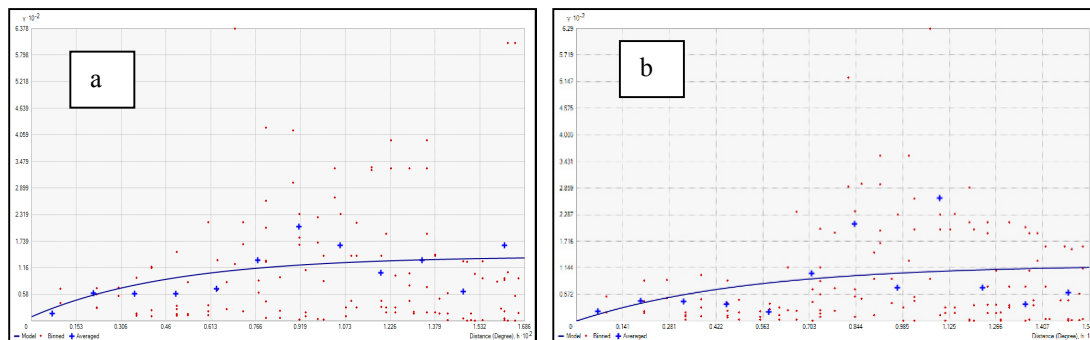 γ·10⁻²
6.378
5.798
5.218
4.639
4.059
3.479
2.899
2.319
1.739
1.16
0.58
0 0.153 0.306 0.46 0.613 0.766 0.919 1.073 1.226 1.379 1.532 1.686
Model Binned Averaged
Distance (Degree), h·10⁻²
a
6.29
5.719
5.147
4.575
4.003
3.431
2.859
2.287
1.716
1.144
0.572
0 0.141 0.281 0.422 0.563 0.703 0.844 0.985 1.125 1.266 1.407
Model Binned Averaged
Distance (Degree), h·10⁻²
b